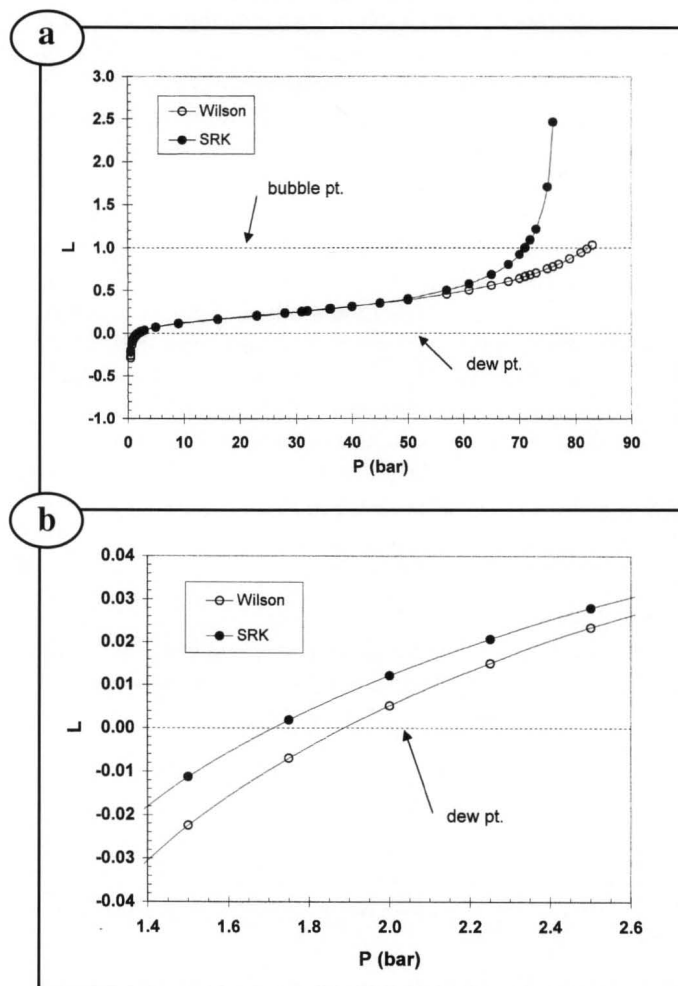 a
3.0
2.5
2.0
1.5
1.0
0.5
0.0
-0.5
-1.0
L
Wilson
SRK
bubble pt.
dew pt.
0 10 20 30 40 50 60 70 80 90
P (bar)
b
0.04
0.03
0.02
0.01
0.00
-0.01
-0.02
-0.03
-0.04
L
Wilson
SRK
dew pt.
1.4 1.6 1.8 2.0 2.2 2.4 2.6
P (bar)